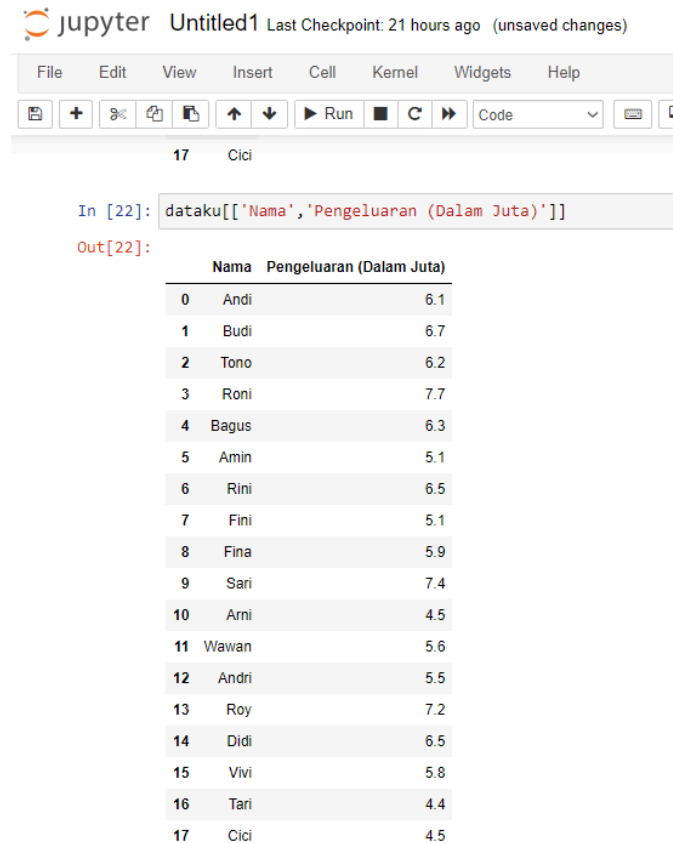 jupyter Untitled1 Last Checkpoint: 21 hours ago (unsaved changes)
File Edit View Insert Cell Kernel Widgets Help
Run Code
17 Cici
In [22]: dataku[['Nama','Pengeluaran (Dalam Juta)']]
Out[22]:
Nama Pengeluaran (Dalam Juta)
0 Andi 6.1
1 Budi 6.7
2 Tono 6.2
3 Roni 7.7
4 Bagus 6.3
5 Amin 5.1
6 Rini 6.5
7 Fini 5.1
8 Fina 5.9
9 Sari 7.4
10 Arni 4.5
11 Wawan 5.6
12 Andri 5.5
13 Roy 7.2
14 Didi 6.5
15 Vivi 5.8
16 Tari 4.4
17 Cici 4.5